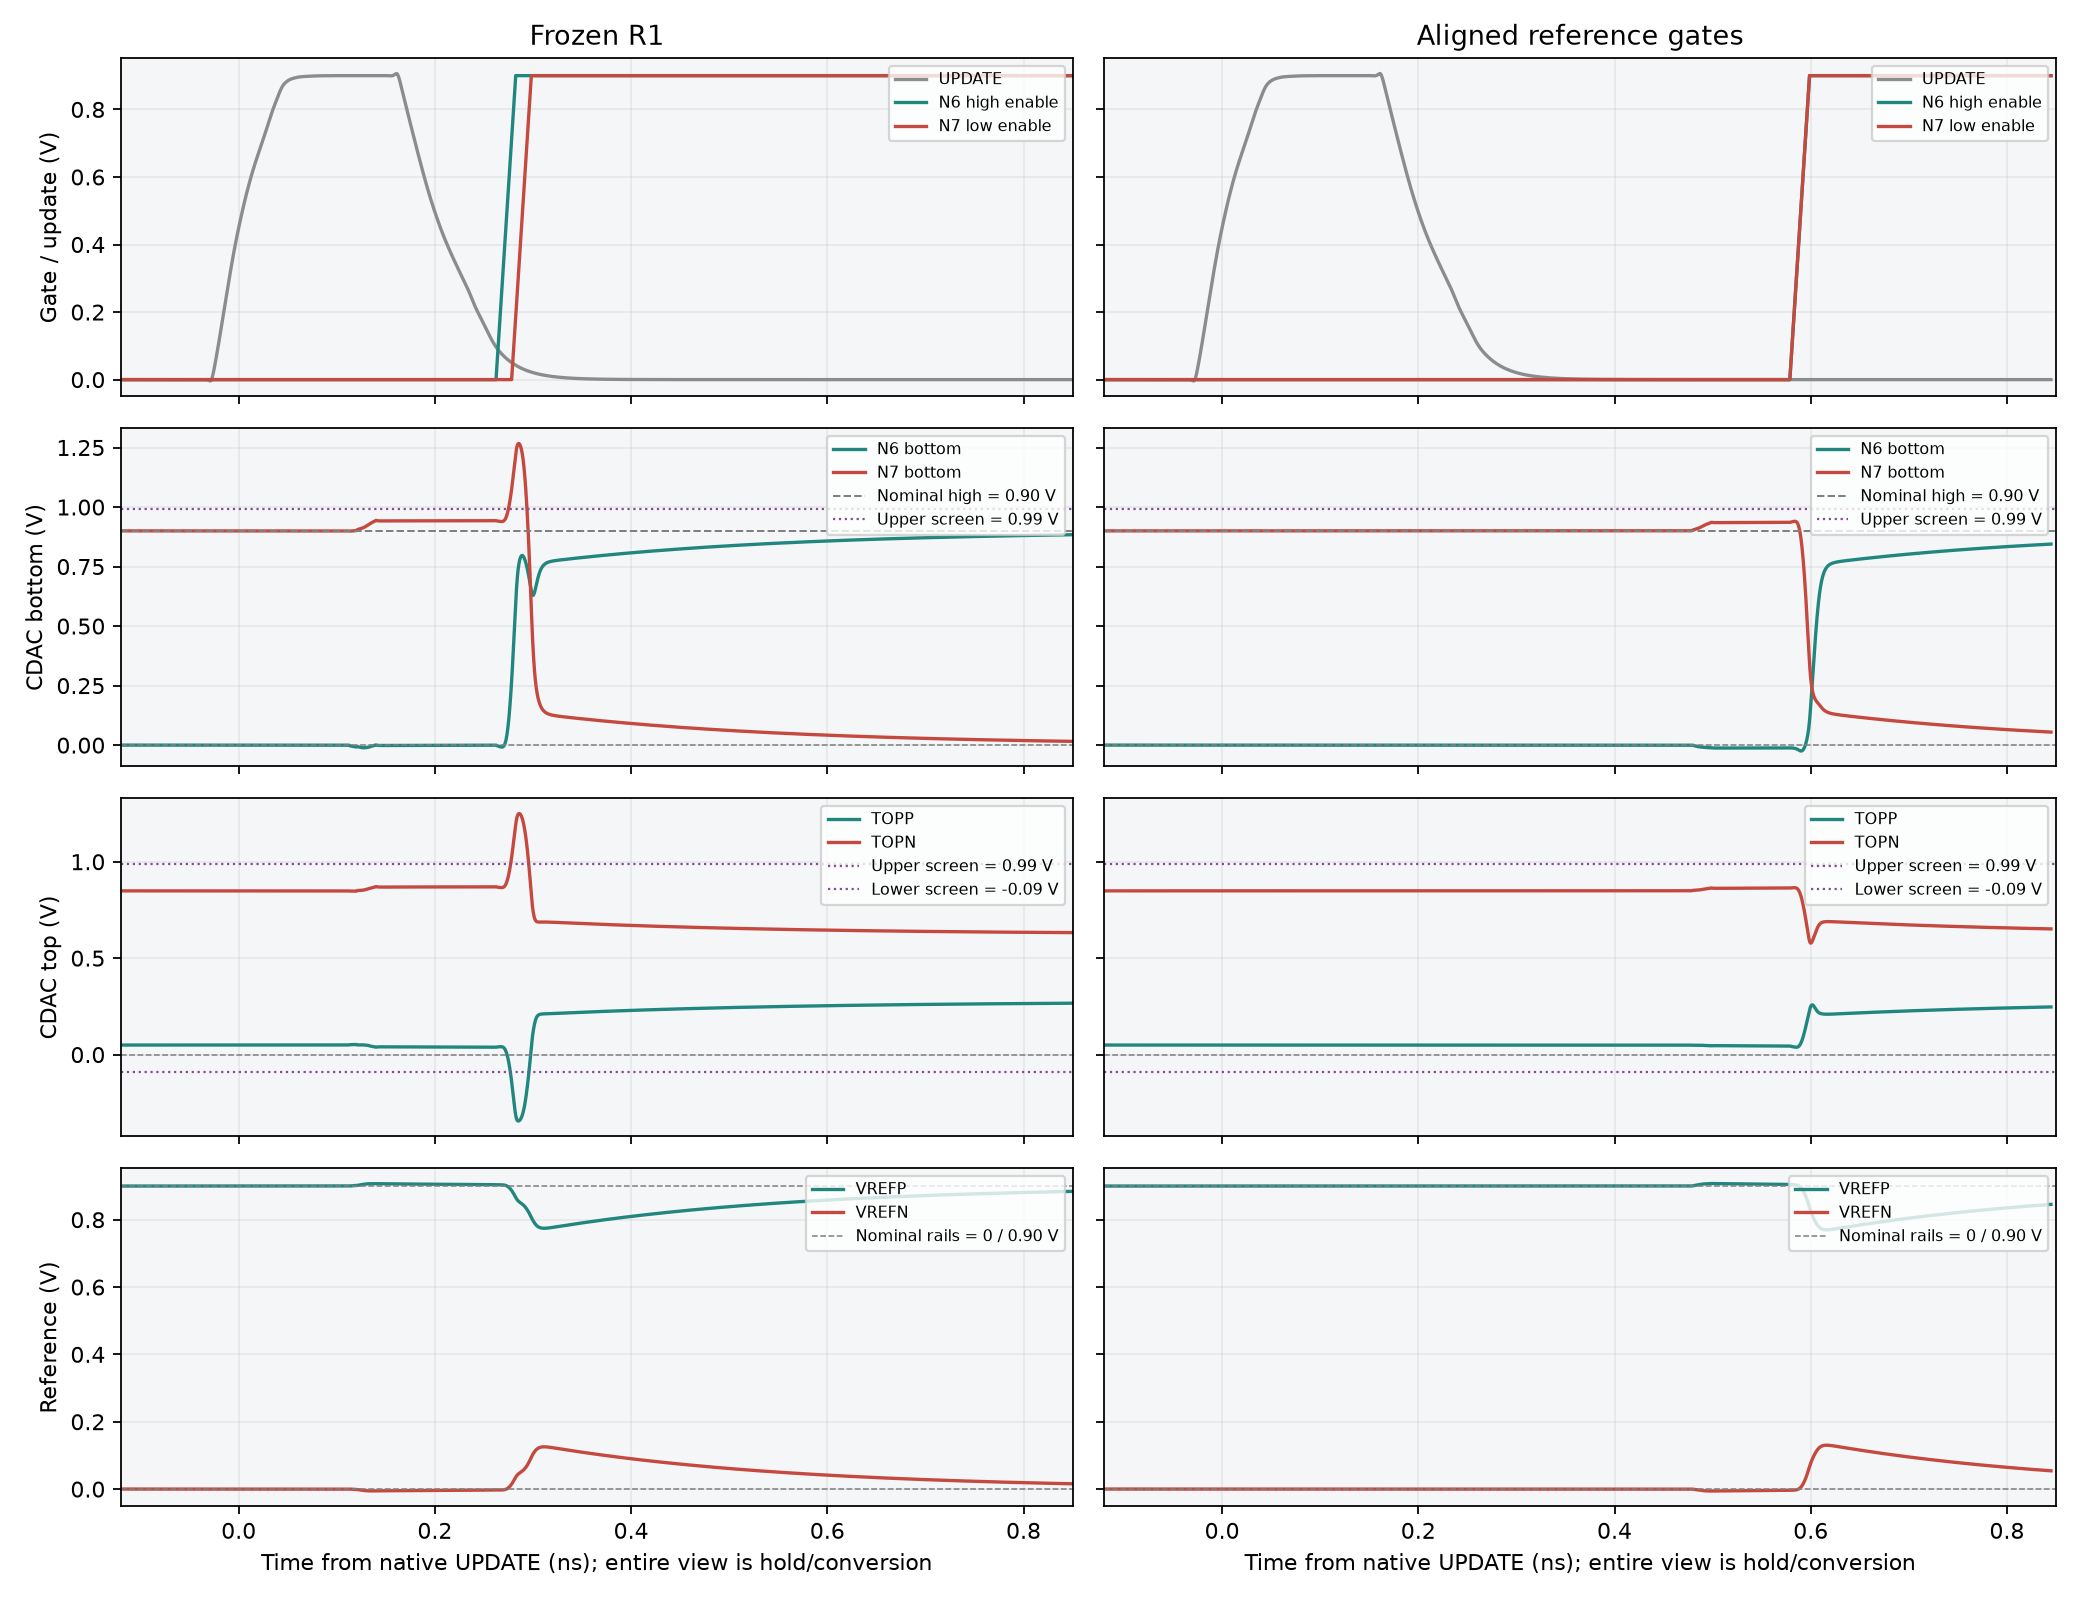 Frozen R1
Aligned reference gates
Gate / update (V)
0.8
0.6
0.4
0.2
0.0
UPDATE
N6 high enable
N7 low enable
UPDATE
N6 high enable
N7 low enable
CDAC bottom (V)
1.25
1.00
0.75
0.50
0.25
0.00
N6 bottom
N7 bottom
Nominal high = 0.90 V
Upper screen = 0.99 V
N6 bottom
N7 bottom
Nominal high = 0.90 V
Upper screen = 0.99 V
CDAC top (V)
1.0
0.5
0.0
TOPP
TOPN
Upper screen = 0.99 V
Lower screen = -0.09 V
TOPP
TOPN
Upper screen = 0.99 V
Lower screen = -0.09 V
Reference (V)
0.8
0.6
0.4
0.2
0.0
VREFP
VREFN
Nominal rails = 0 / 0.90 V
VREFP
VREFN
Nominal rails = 0 / 0.90 V
0.0 0.2 0.4 0.6 0.8
0.0 0.2 0.4 0.6 0.8
Time from native UPDATE (ns); entire view is hold/conversion
Time from native UPDATE (ns); entire view is hold/conversion